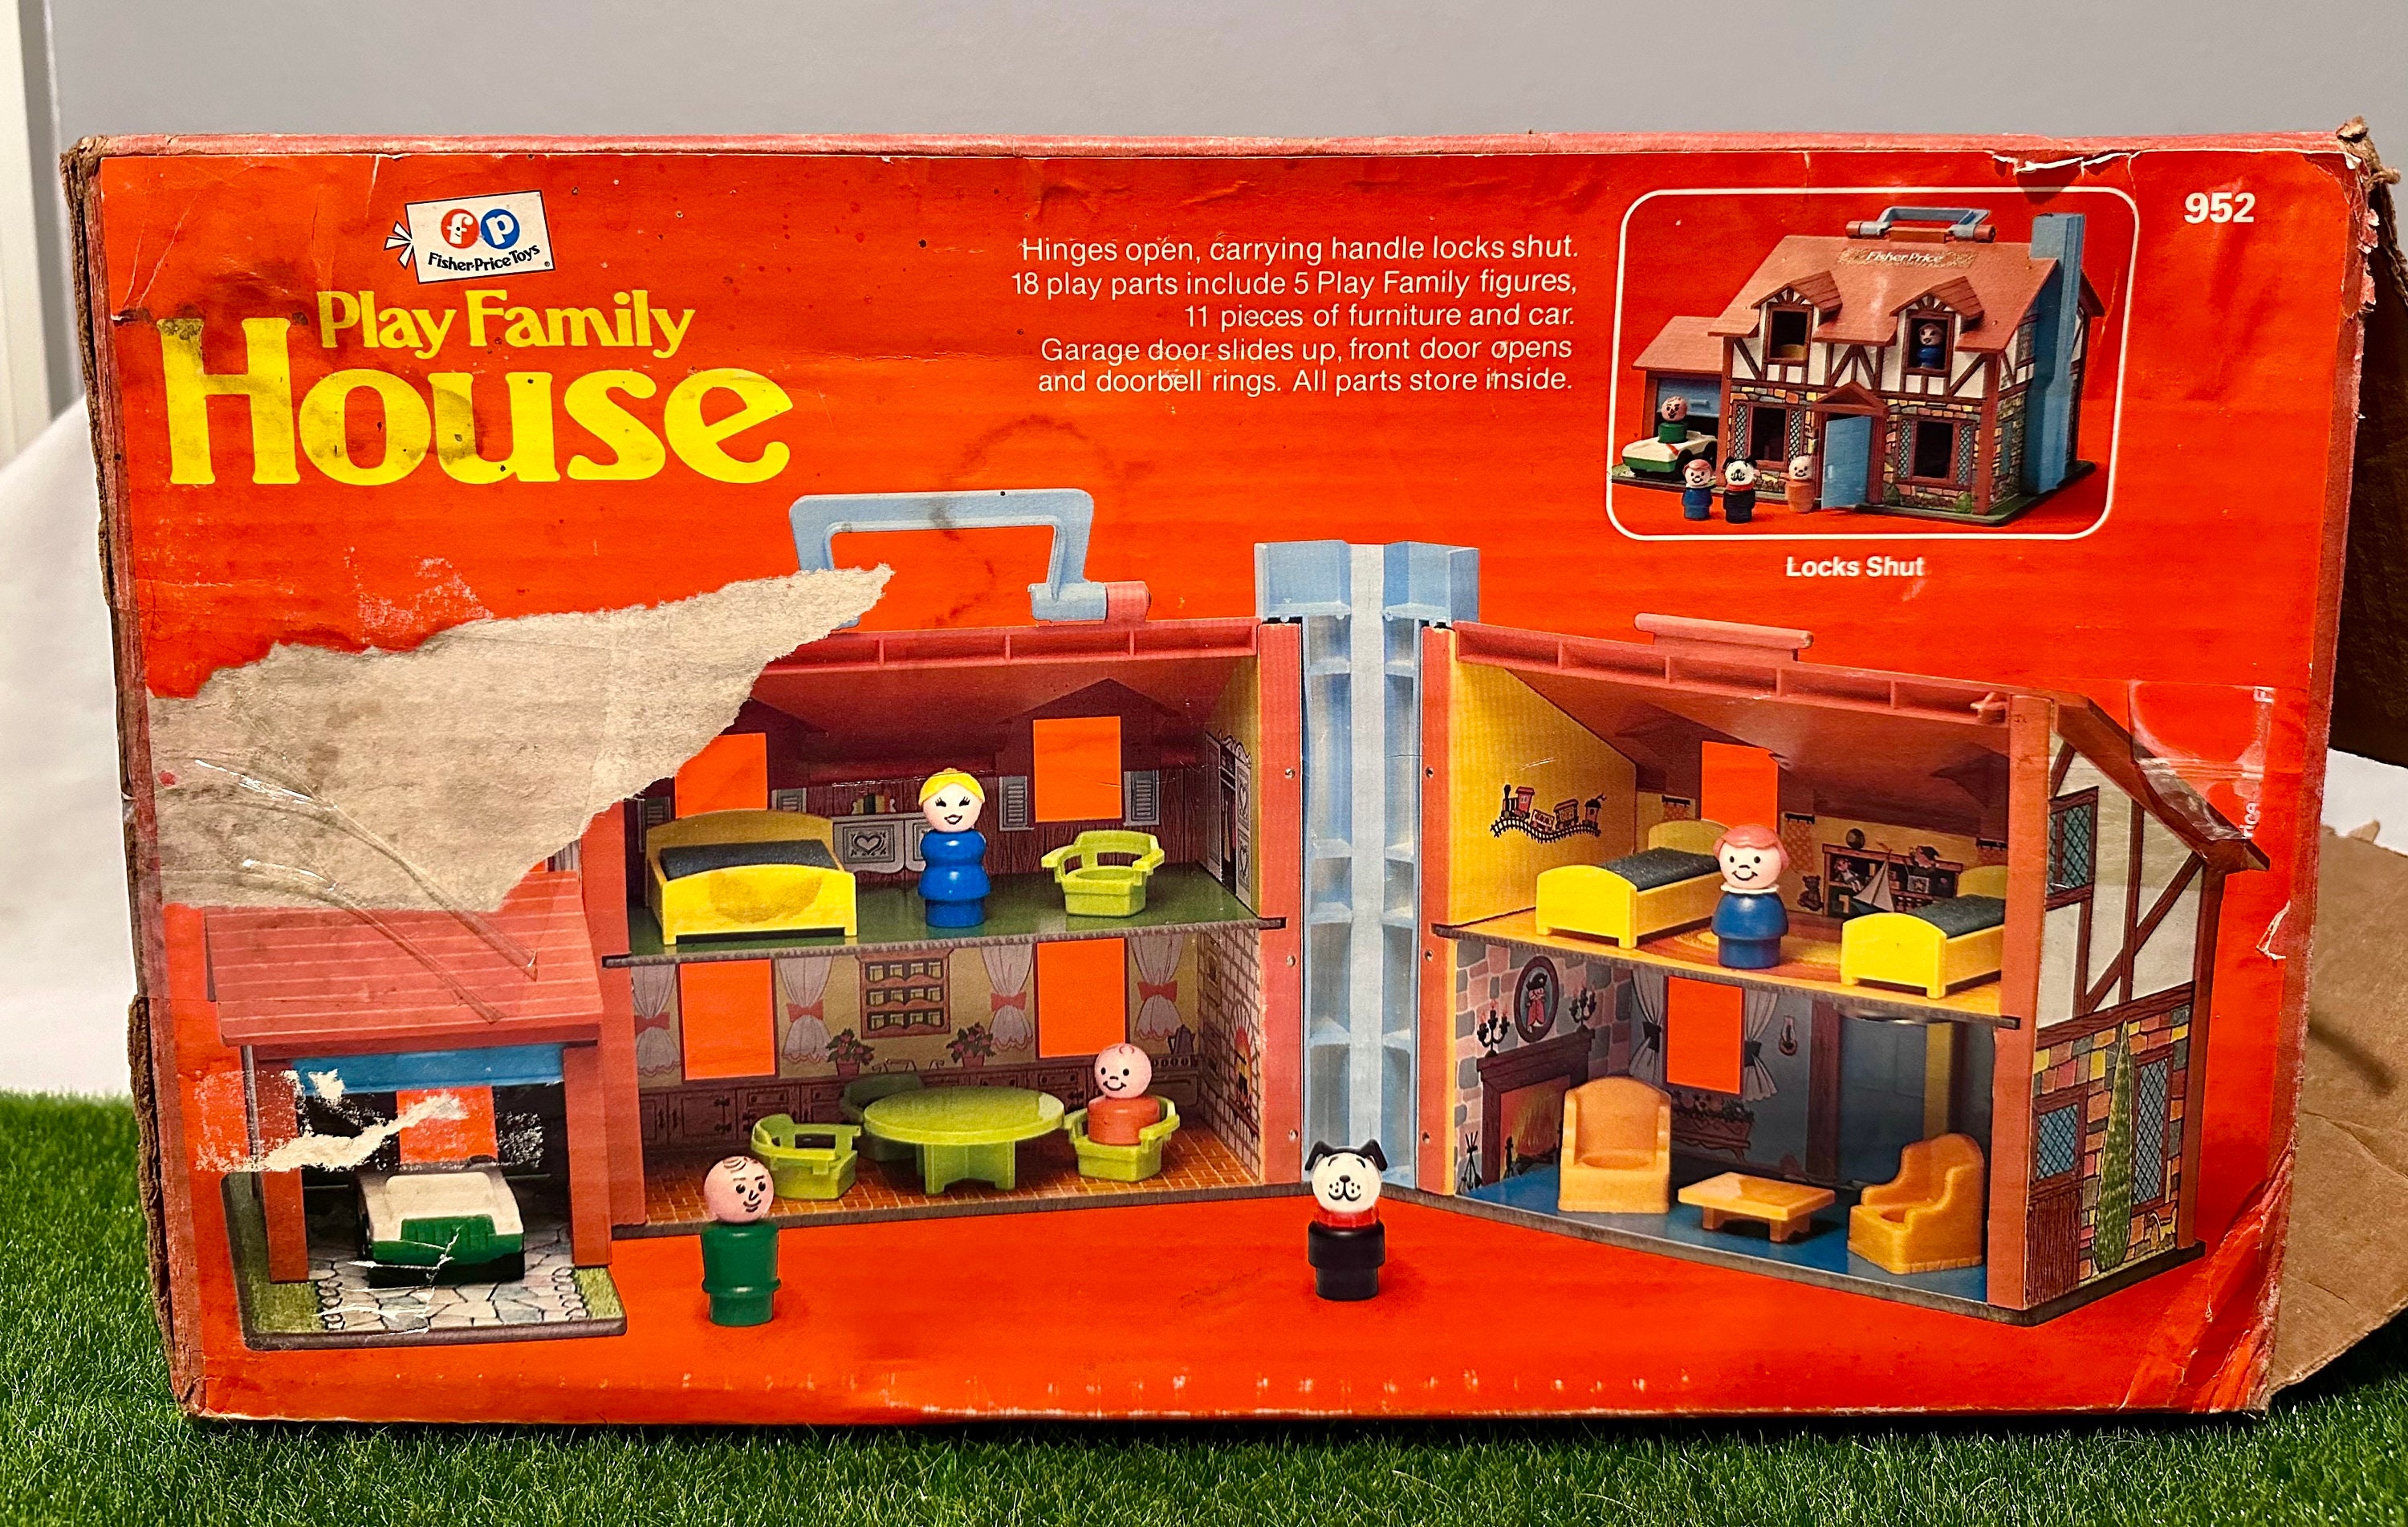 fp
Fisher-Price Toys
Play Family
House
Hinges open, carrying handle locks shut.
18 play parts include 5 Play Family figures,
11 pieces of furniture and car.
Garage door slides up, front door opens
and doorbell rings. All parts store inside.
952
Fisher-Price
Locks Shut